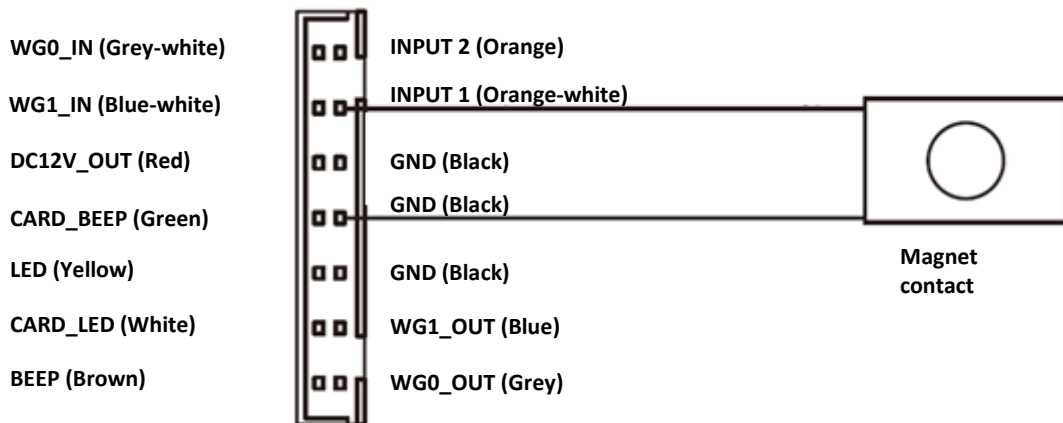 WG0_IN (Grey-white)
INPUT 2 (Orange)
WG1_IN (Blue-white)
INPUT 1 (Orange-white)
DC12V_OUT (Red)
GND (Black)
CARD_BEEP (Green)
GND (Black)
LED (Yellow)
GND (Black)
CARD_LED (White)
WG1_OUT (Blue)
BEEP (Brown)
WG0_OUT (Grey)
Magnet
contact